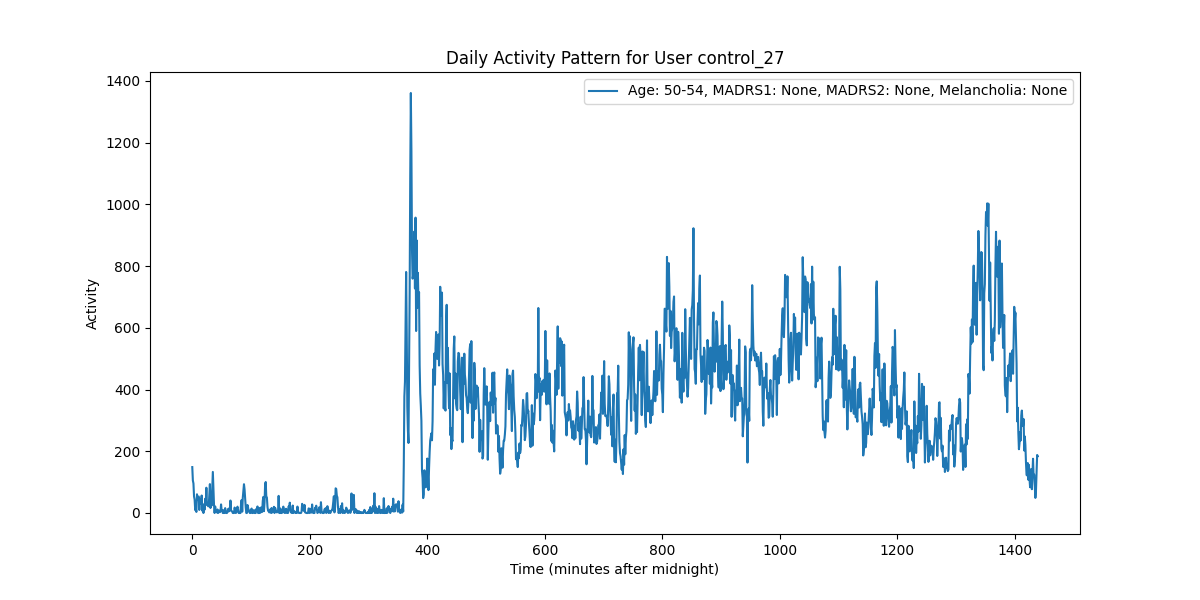 Daily Activity Pattern for User control_27
Age: 50-54, MADRS1: None, MADRS2: None, Melancholia: None
Activity
1400
1200
1000
800
600
400
200
0
0 200 400 600 800 1000 1200 1400
Time (minutes after midnight)